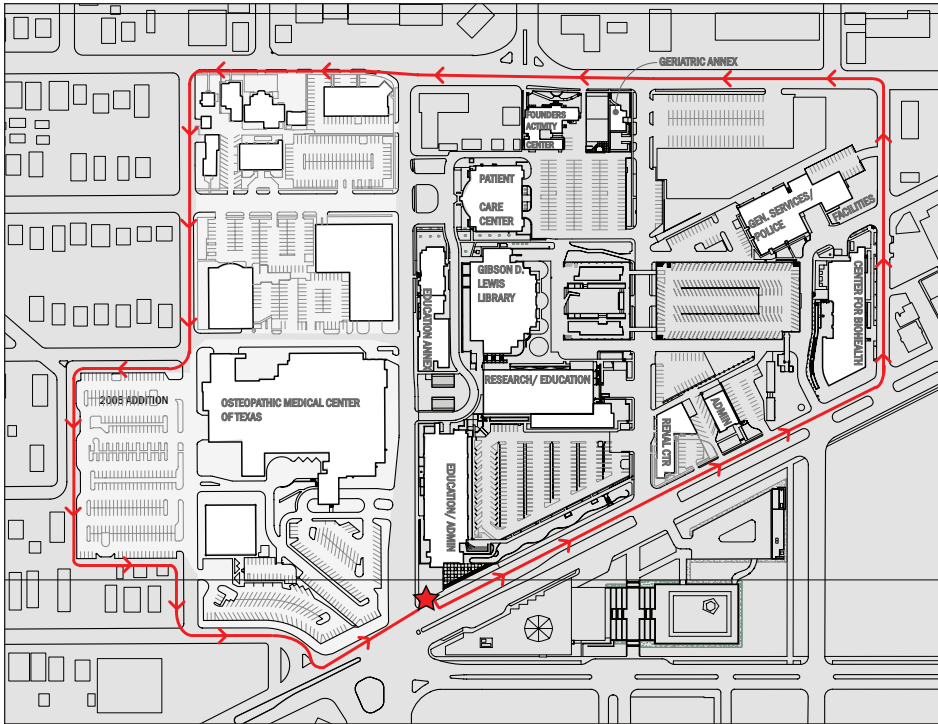 GERIATRIC ANNEX
FOUNDERS
ACTIVITY
CENTER
PATIENT
CARE
CENTER
GEN. SERVICES/
POLICE
FACILITIES
GIBSON D.
LEWIS
LIBRARY
EDUCATION ANNEX
CENTER FOR BIOHEALTH
RESEARCH/ EDUCATION
2005 ADDITION
OSTEOPATHIC MEDICAL CENTER
OF TEXAS
ADMIN
RENAL CTR
EDUCATION/ ADMIN